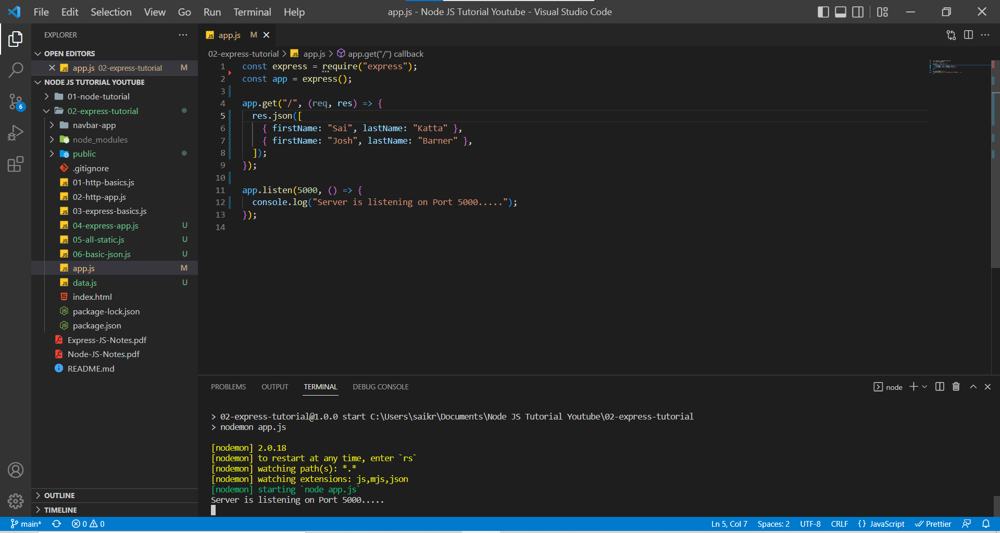 File Edit Selection View Go Run Terminal Help
app.js - Node JS Tutorial Youtube - Visual Studio Code
EXPLORER
OPEN EDITORS
app.js 02-express-tutorial M
NODE JS TUTORIAL YOUTUBE
01-node-tutorial
02-express-tutorial
navbar-app
node_modules
public
.gitignore
01-http-basics.js
02-http-app.js
03-express-basics.js
04-express-app.js U
05-all-static.js U
06-basic-json.js U
app.js M
data.js U
index.html
package-lock.json
package.json
Express-JS-Notes.pdf
Node-JS-Notes.pdf
README.md
OUTLINE
TIMELINE
6
app.js M
02-express-tutorial > JS app.js > app.get("/") callback
1 const express = require("express");
2 const app = express();
3
4 app.get("/", (req, res) => {
5   res.json([
6     { firstName: "Sai", lastName: "Katta" },
7     { firstName: "Josh", lastName: "Barner" },
8   ]);
9 });
10
11 app.listen(5000, () => {
12   console.log("Server is listening on Port 5000.....");
13 });
14
PROBLEMS OUTPUT TERMINAL DEBUG CONSOLE
node
> 02-express-tutorial@1.0.0 start C:\Users\saikr\Documents\Node JS Tutorial Youtube\02-express-tutorial
> nodemon app.js
[nodemon] 2.0.18
[nodemon] to restart at any time, enter `rs`
[nodemon] watching path(s): *.*
[nodemon] watching extensions: js,mjs,json
[nodemon] starting `node app.js`
Server is listening on Port 5000.....
main* 0 0
Ln 5, Col 7 Spaces: 2 UTF-8 CRLF {} JavaScript Prettier